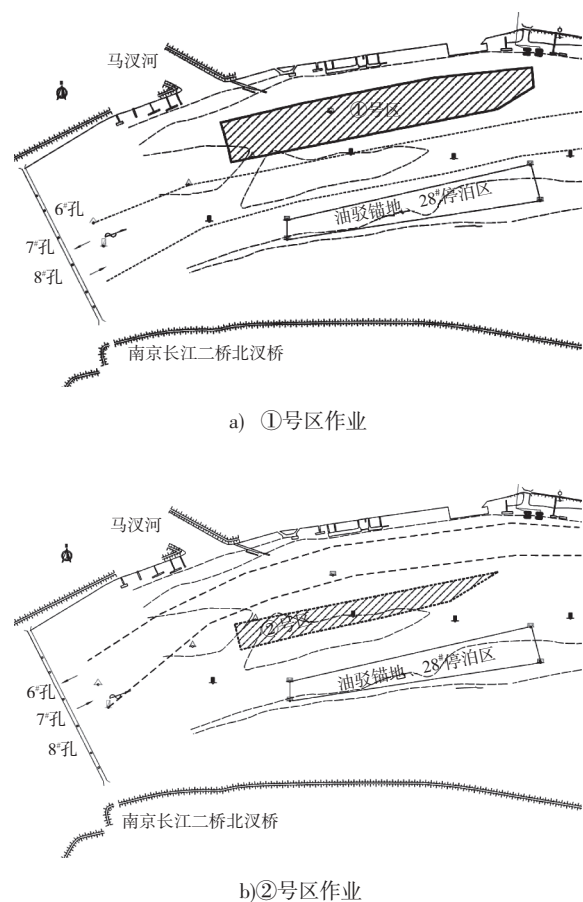 马汊河
①号区
6#孔
7#孔
8#孔
油驳锚地、28#停泊区
南京长江二桥北汊桥
a) ①号区作业
马汊河
②号区
6#孔
7#孔
8#孔
油驳锚地、28#停泊区
南京长江二桥北汊桥
b)②号区作业